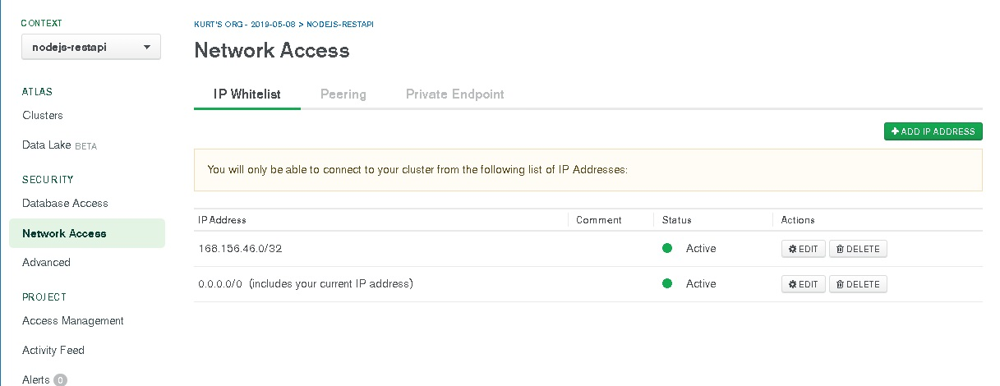 CONTEXT
nodejs-restapi
ATLAS
Clusters
Data Lake BETA
SECURITY
Database Access
Network Access
Advanced
PROJECT
Access Management
Activity Feed
Alerts 0
KURT'S ORG - 2019-05-08 > NODEJS-RESTAPI
Network Access
IP Whitelist Peering Private Endpoint
ADD IP ADDRESS
You will only be able to connect to your cluster from the following list of IP Addresses:
IP Address Comment Status Actions
168.156.46.0/32 Active EDIT DELETE
0.0.0.0/0 (includes your current IP address) Active EDIT DELETE